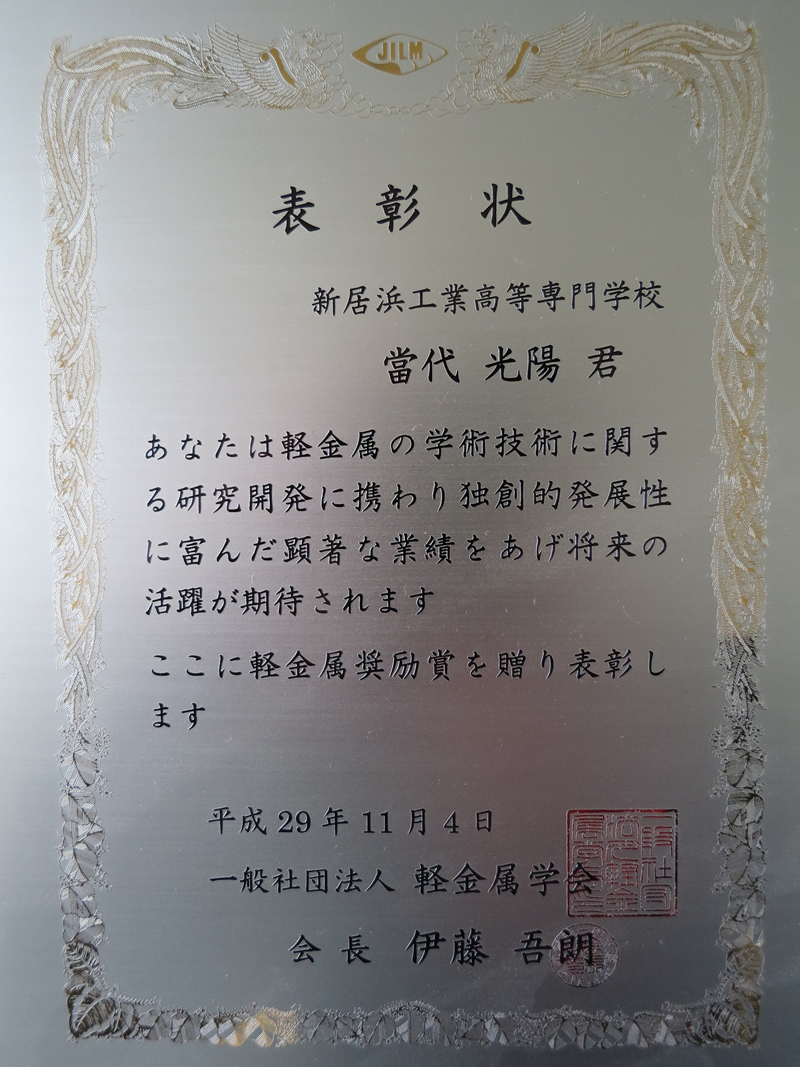 JILM
表彰状
新居浜工業高等専門学校
當代 光陽 君
あなたは軽金属の学術技術に関す
る研究開発に携わり独創的発展性
に富んだ顕著な業績をあげ将来の
活躍が期待されます
ここに軽金属奨励賞を贈り表彰し
ます
平成29年11月4日
一般社団法人 軽金属学会
会長 伊藤 吾朗